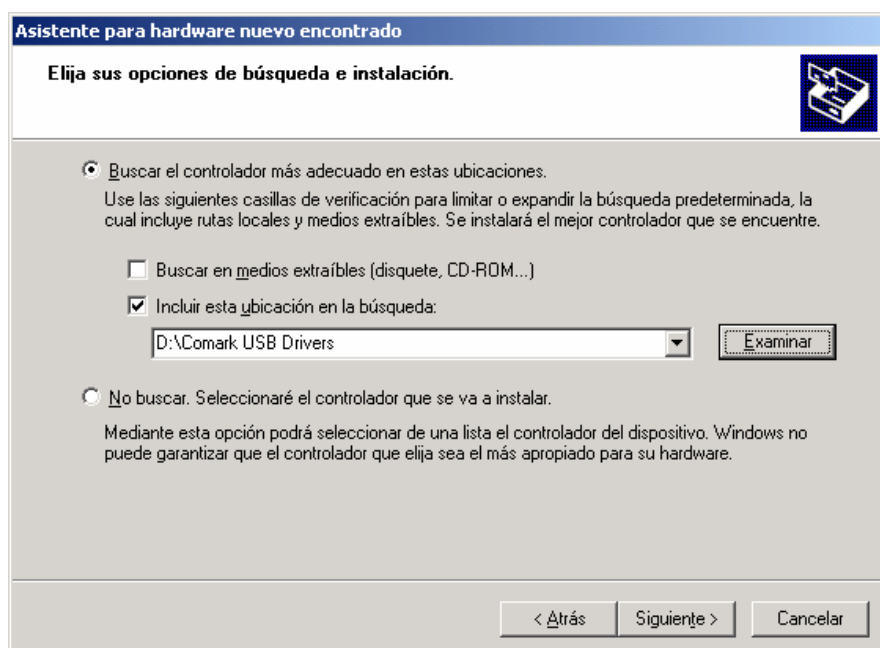 Asistente para hardware nuevo encontrado
Elija sus opciones de búsqueda e instalación.
Buscar el controlador más adecuado en estas ubicaciones.
Use las siguientes casillas de verificación para limitar o expandir la búsqueda predeterminada, la
cual incluye rutas locales y medios extraíbles. Se instalará el mejor controlador que se encuentre.
Buscar en medios extraíbles (disquete, CD-ROM...)
Incluir esta ubicación en la búsqueda:
D:\Comark USB Drivers
Examinar
No buscar. Seleccionaré el controlador que se va a instalar.
Mediante esta opción podrá seleccionar de una lista el controlador del dispositivo. Windows no
puede garantizar que el controlador que elija sea el más apropiado para su hardware.
< Atrás Siguiente > Cancelar